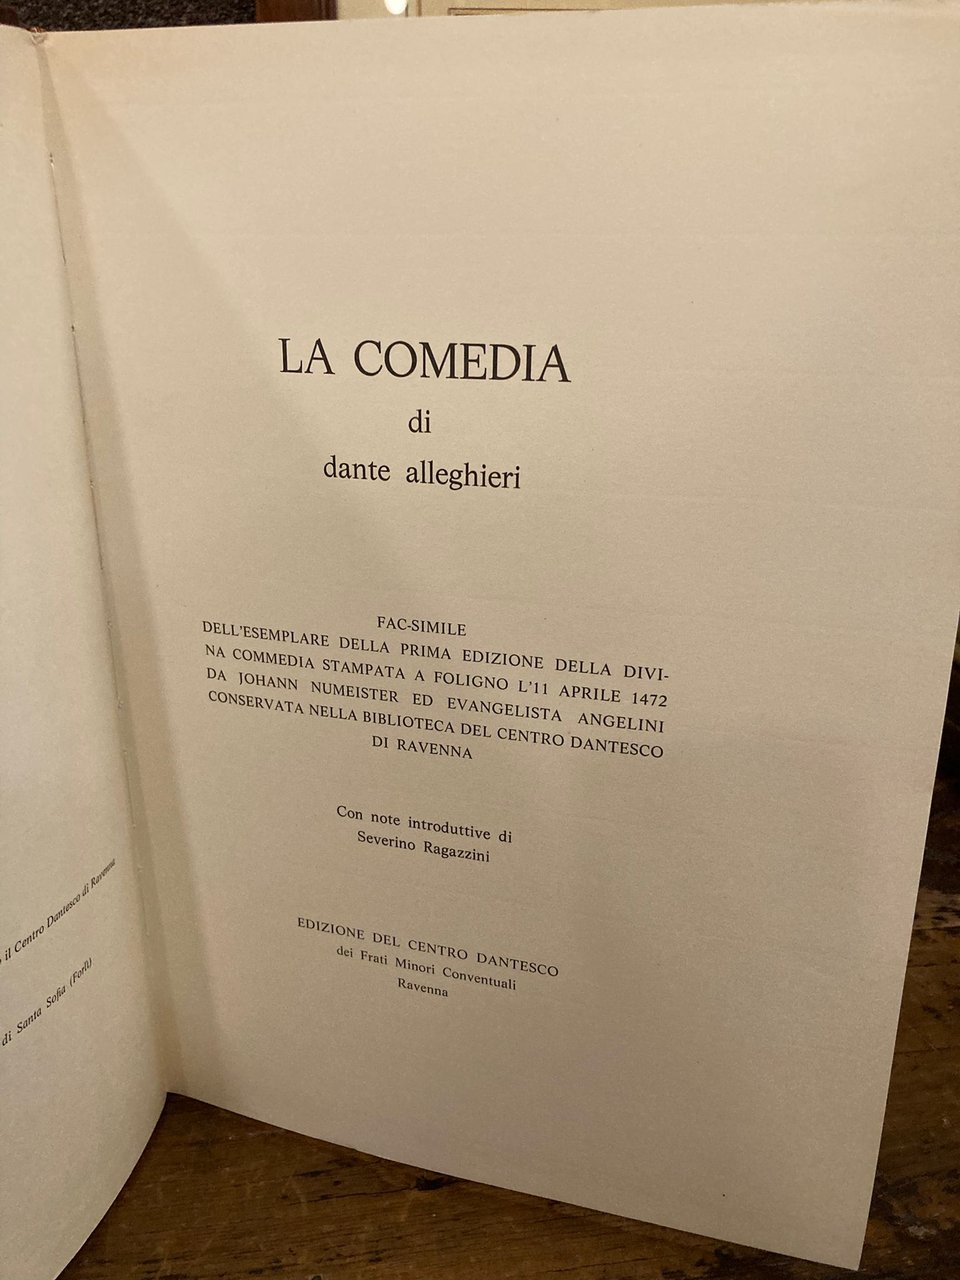 il Centro Dantesco di Ravenna
di Santa Sofia (Forlì)
LA COMEDIA
di
dante alleghieri
FAC-SIMILE
DELL'ESEMPLARE DELLA PRIMA EDIZIONE DELLA DIVI-
NA COMMEDIA STAMPATA A FOLIGNO L'11 APRILE 1472
DA JOHANN NUMEISTER ED EVANGELISTA ANGELINI
CONSERVATA NELLA BIBLIOTECA DEL CENTRO DANTESCO
DI RAVENNA
Con note introduttive di
Severino Ragazzini
EDIZIONE DEL CENTRO DANTESCO
dei Frati Minori Conventuali
Ravenna